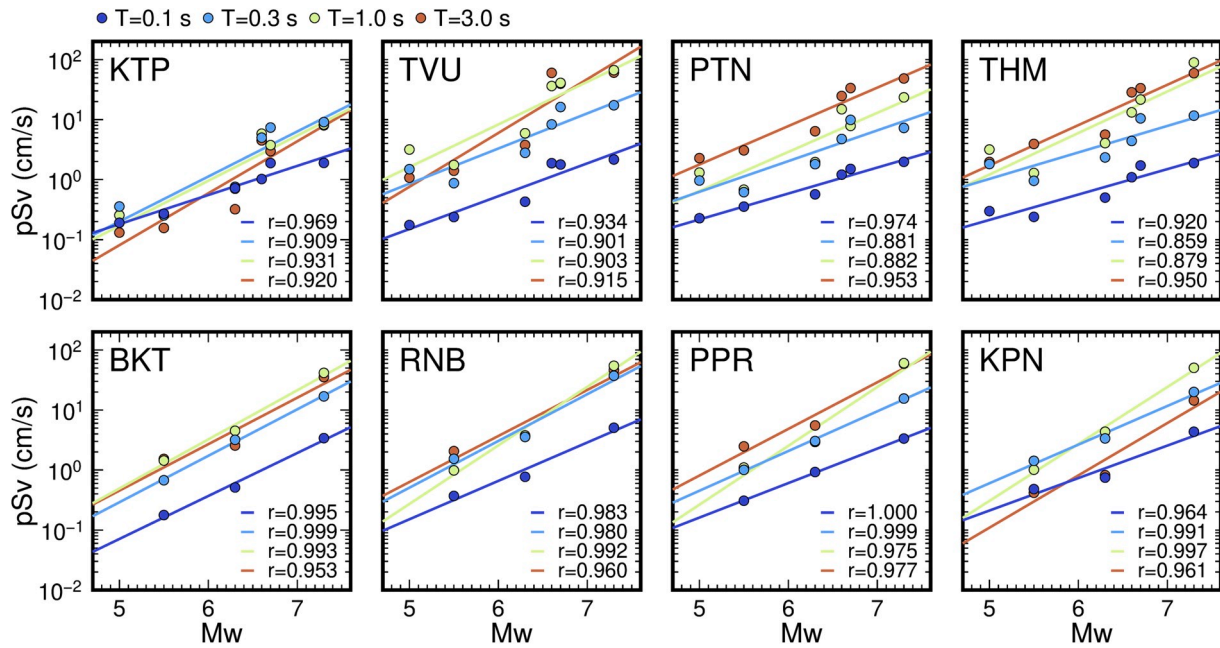 T=0.1 s T=0.3 s T=1.0 s T=3.0 s
pSv (cm/s)
10² 10¹ 10⁰ 10⁻¹ 10⁻²
KTP
r=0.969
r=0.909
r=0.931
r=0.920
TVU
r=0.934
r=0.901
r=0.903
r=0.915
PTN
r=0.974
r=0.881
r=0.882
r=0.953
THM
r=0.920
r=0.859
r=0.879
r=0.950
pSv (cm/s)
10² 10¹ 10⁰ 10⁻¹ 10⁻²
BKT
r=0.995
r=0.999
r=0.993
r=0.953
RNB
r=0.983
r=0.980
r=0.992
r=0.960
PPR
r=1.000
r=0.999
r=0.975
r=0.977
KPN
r=0.964
r=0.991
r=0.997
r=0.961
5 6 7 5 6 7 5 6 7 5 6 7
Mw Mw Mw Mw